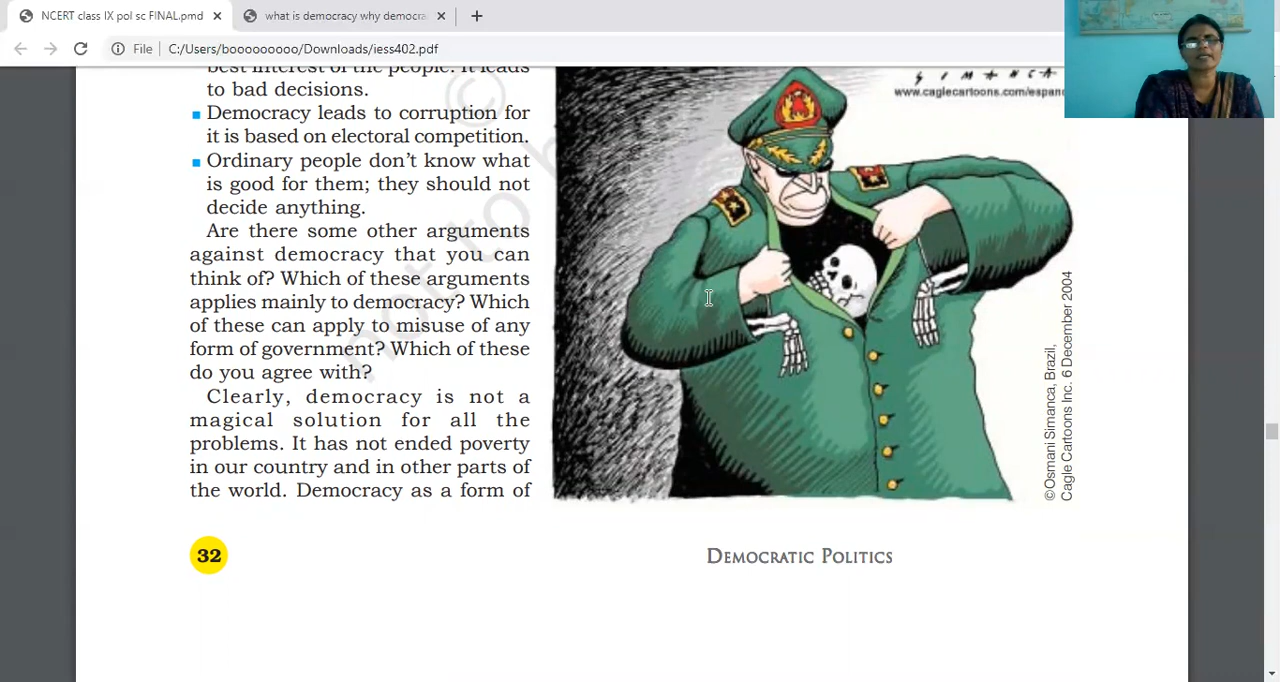 NCERT class IX pol sc FINAL.pmd
what is democracy why democra
File
C:/Users/booooooooo/Downloads/iess402.pdf
best interest of the people. It leads
to bad decisions.
Democracy leads to corruption for
it is based on electoral competition.
Ordinary people don’t know what
is good for them; they should not
decide anything.
Are there some other arguments
against democracy that you can
think of? Which of these arguments
applies mainly to democracy? Which
of these can apply to misuse of any
form of government? Which of these
do you agree with?
Clearly, democracy is not a
magical solution for all the
problems. It has not ended poverty
in our country and in other parts of
the world. Democracy as a form of
SIMANCA
www.caglecartoons.com/espan
©Osmani Simanca, Brazil,
Cagle Cartoons Inc. 6 December 2004
© not to b
32
DEMOCRATIC POLITICS